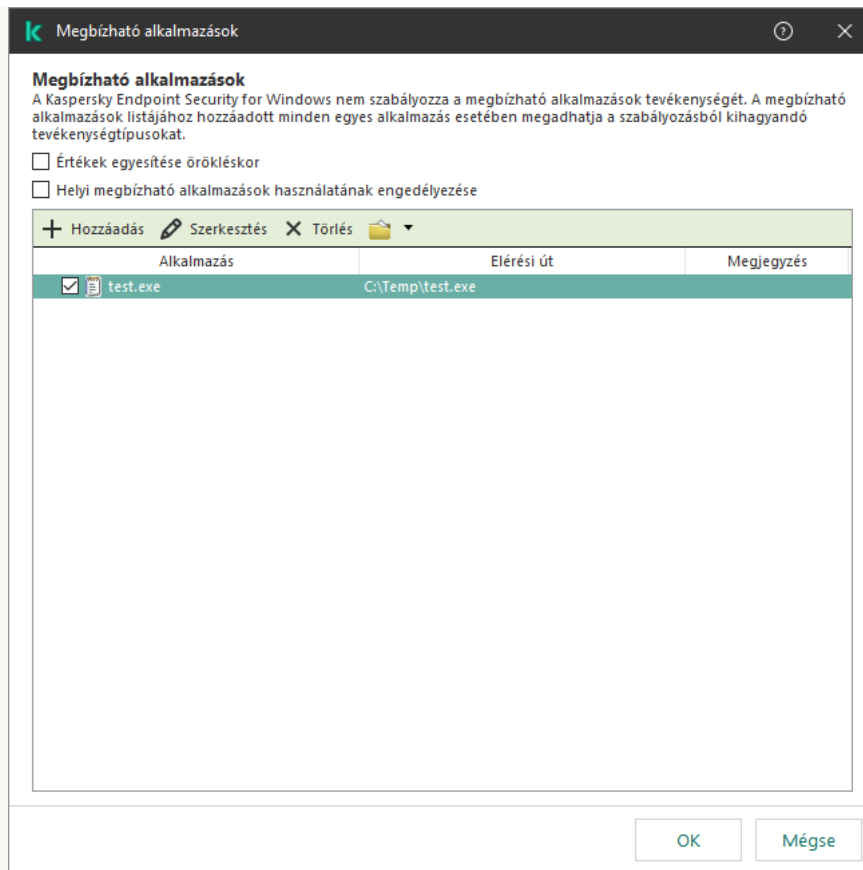 Megbízható alkalmazások
Megbízható alkalmazások
A Kaspersky Endpoint Security for Windows nem szabályozza a megbízható alkalmazások tevékenységét. A megbízható
alkalmazások listájához hozzáadott minden egyes alkalmazás esetében megadhatja a szabályozásból kihagyandó
tevékenységtípusokat.
Értékek egyesítése örökléskor
Helyi megbízható alkalmazások használatának engedélyezése
Hozzáadás Szerkesztés Törlés
Alkalmazás Elérési út Megjegyzés
test.exe C:\Temp\test.exe
OK Mégse